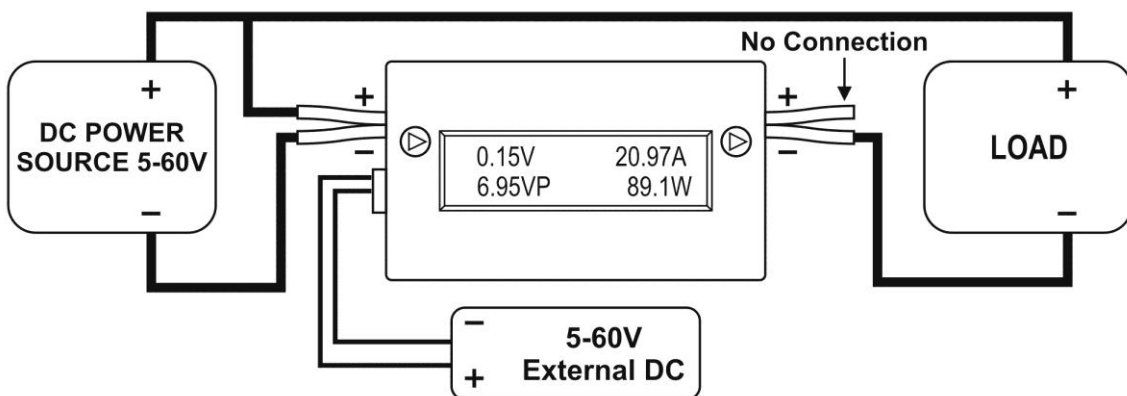 No Connection
+
DC POWER
SOURCE 5-60V
−
+
−
0.15V 20.97A
6.95VP 89.1W
+
−
+
LOAD
−
− 5-60V
+ External DC